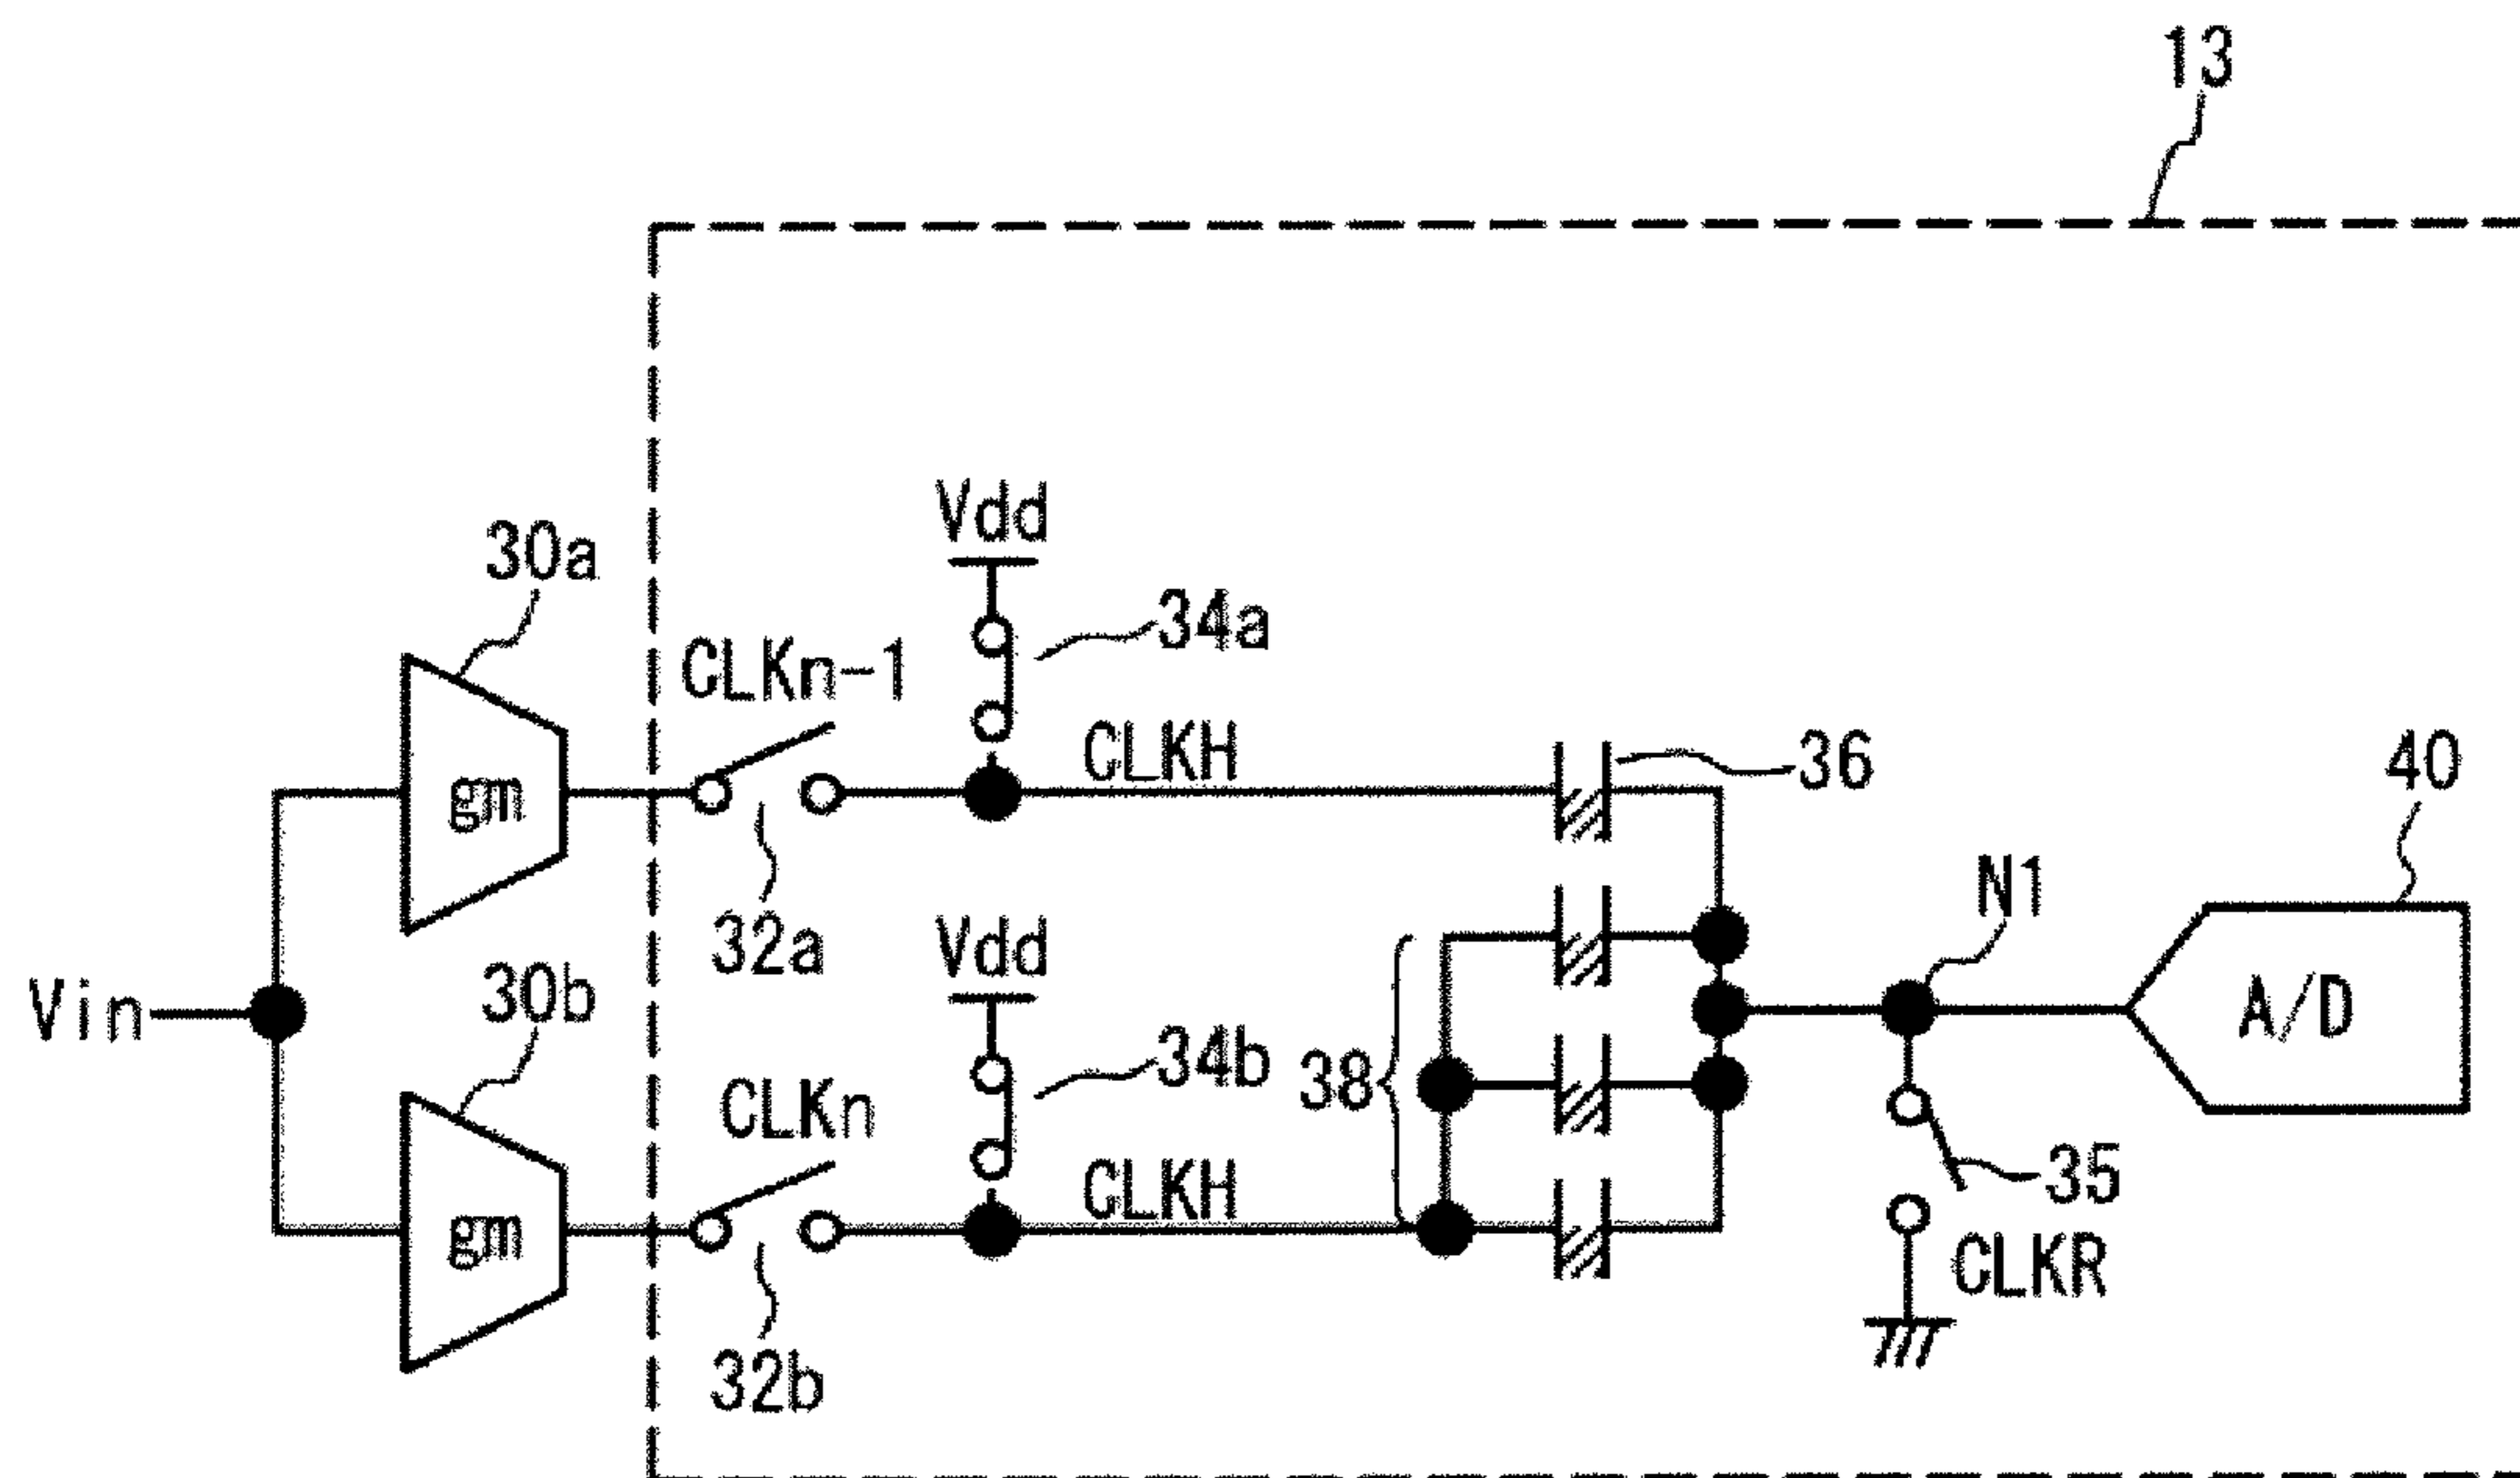 13
Vdd
30a
34a
CLKn-1
CLKH
36
40
gm
N1
32a
Vdd
30b
Vin
A/D
34b
38
CLKn
35
CLKH
gm
CLKR
32b